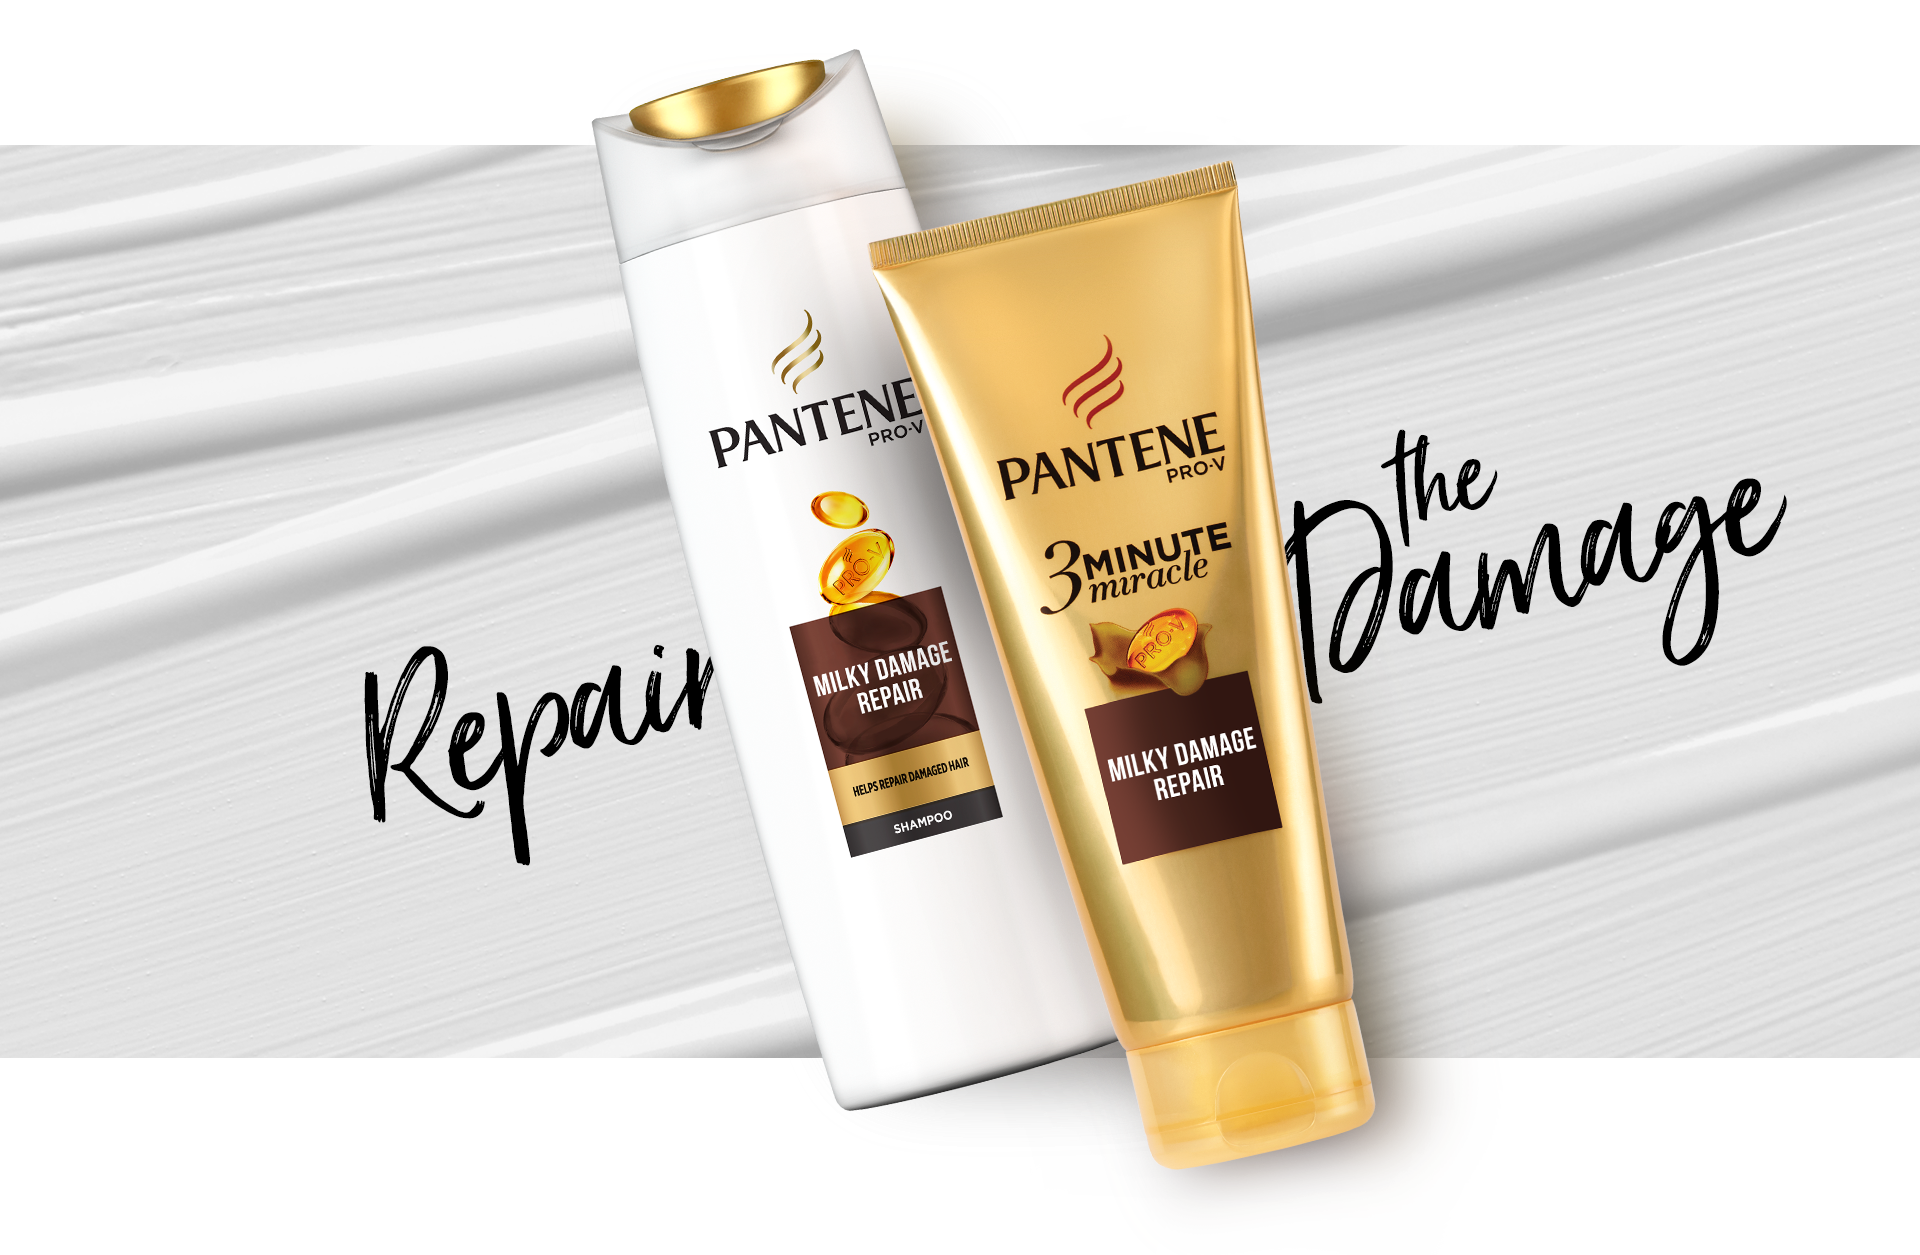 Repair
the
Damage
PANTENE
PRO-V
PRO-V
MILKY DAMAGE
REPAIR
HELPS REPAIR DAMAGED HAIR
SHAMPOO
PANTENE
PRO-V
3 MINUTE
miracle
PRO-V
MILKY DAMAGE
REPAIR